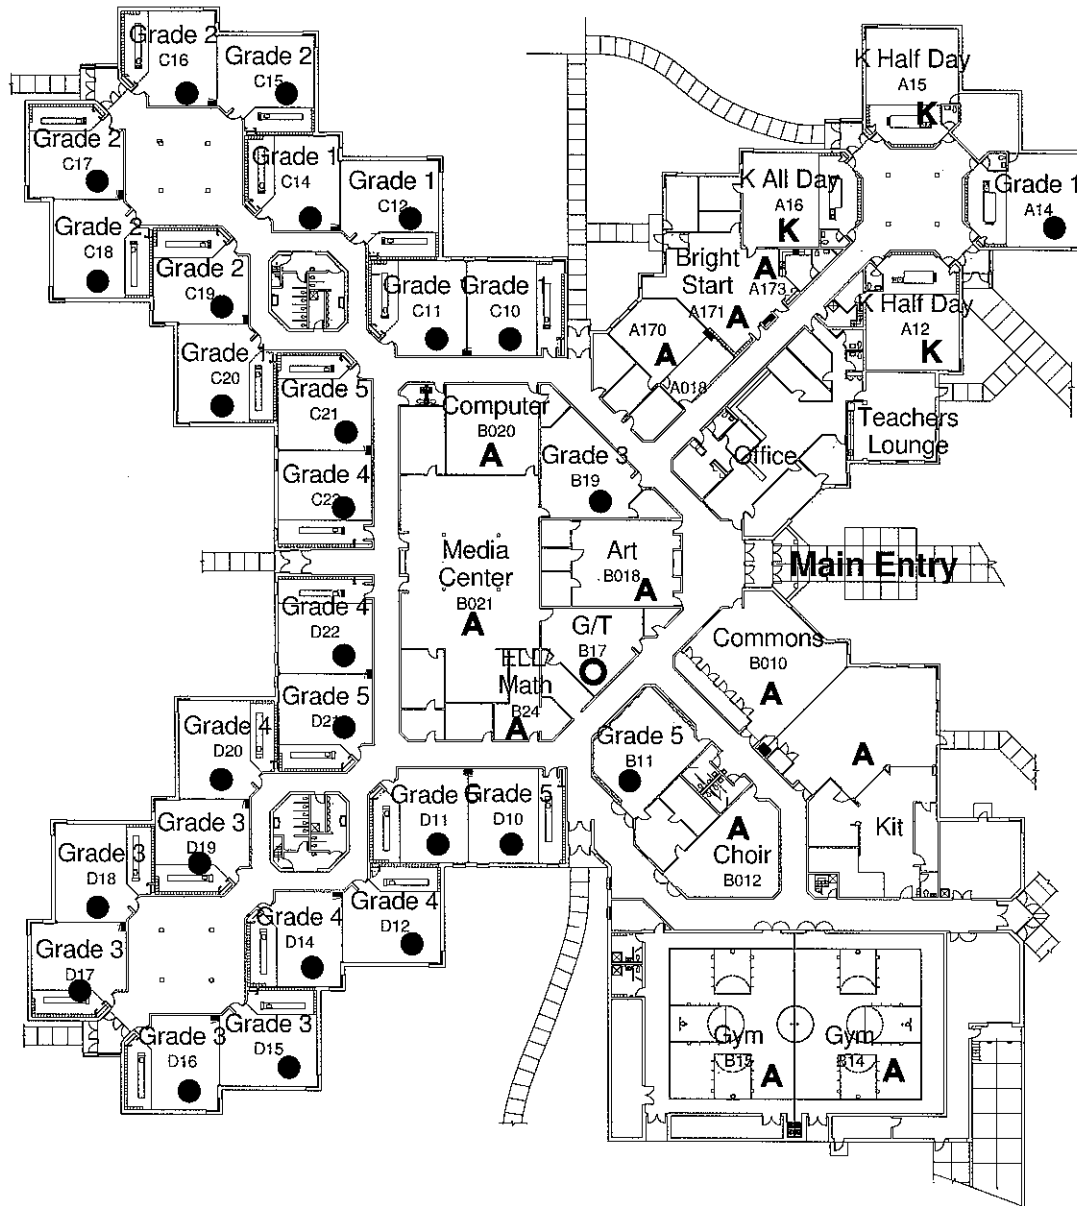 Grade 2
C16
Grade 2
C15
K Half Day
A15
K
Grade 2
C17
Grade 1
C14
Grade 1
C12
K All Day
A16
K
Grade 1
A14
Grade 2
C18
Grade 2
C19
Grade 1
C11
Grade 1
C10
Bright
Start
A
A173
A171
A
K Half Day
A12
K
A170
A
A018
Grade 1
C20
Grade 5
C21
Computer
B020
A
Teachers
Lounge
Office
Grade 3
B19
Grade 4
Media
Center
B021
A
Art
B018
A
Main Entry
Grade 4
D22
G/T
B17
Commons
B010
A
ELL
Math
B24
A
Grade 5
D21
Grade 4
D20
Grade 5
B11
A
Grade 5
D11
Grade 5
D10
Kit
Grade 3
D19
Grade 3
D18
A
Choir
B012
Grade 4
D14
Grade 4
D12
Grade 3
D17
Grade 3
D16
Grade 3
D15
Gym
B15
A
Gym
B14
A